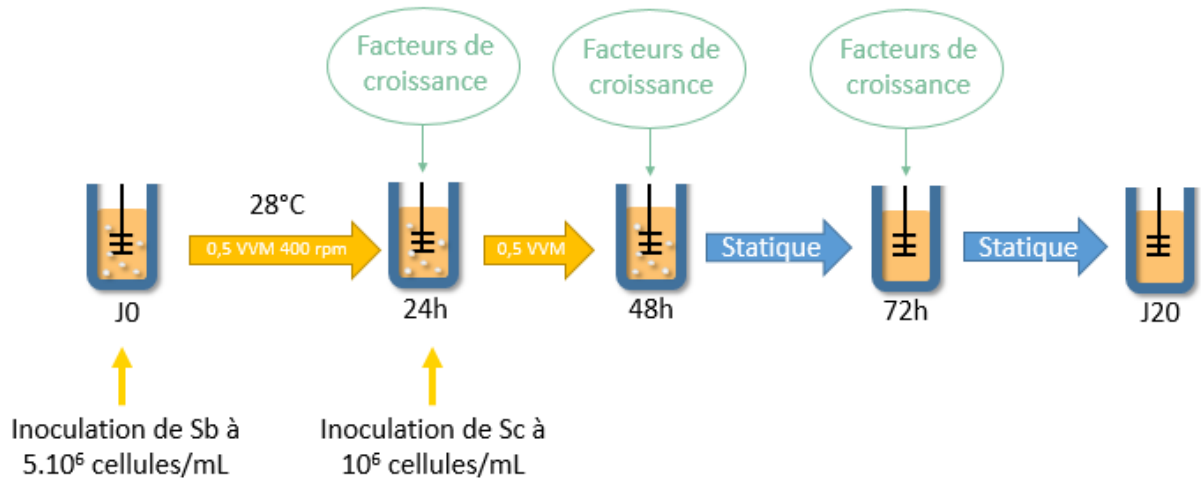 Facteurs de
croissance
Facteurs de
croissance
Facteurs de
croissance
28°C
0,5 VVM 400 rpm
0,5 VVM
Statique
Statique
J0
24h
48h
72h
J20
Inoculation de Sb à
5.10⁶ cellules/mL
Inoculation de Sc à
10⁶ cellules/mL